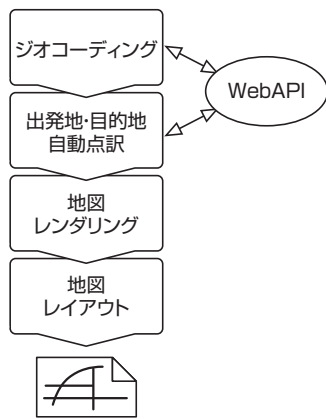 ジオコーディング
WebAPI
出発地・目的地
自動点訳
地図
レンダリング
地図
レイアウト